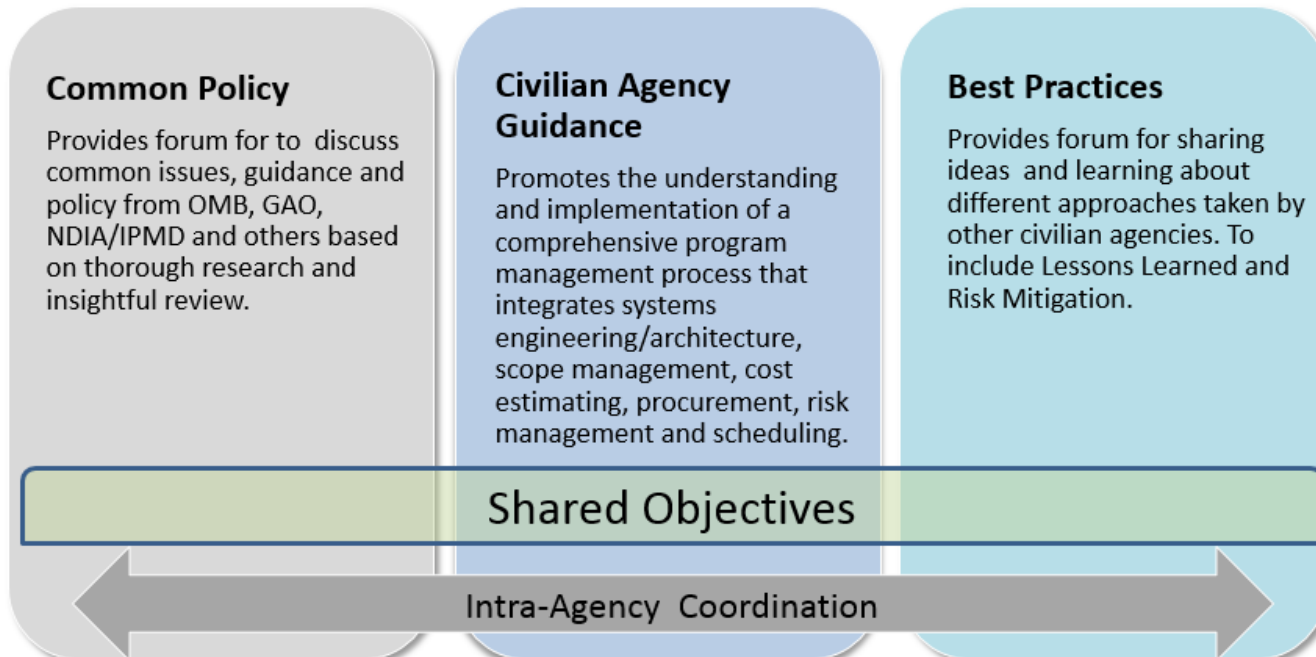 Common Policy
Provides forum for to  discuss
common issues, guidance and
policy from OMB, GAO,
NDIA/IPMD and others based
on thorough research and
insightful review.
Civilian Agency
Guidance
Promotes the understanding
and implementation of a
comprehensive program
management process that
integrates systems
engineering/architecture,
scope management, cost
estimating, procurement, risk
management and scheduling.
Best Practices
Provides forum for sharing
ideas  and learning about
different approaches taken by
other civilian agencies. To
include Lessons Learned and
Risk Mitigation.
Shared Objectives
Intra-Agency  Coordination